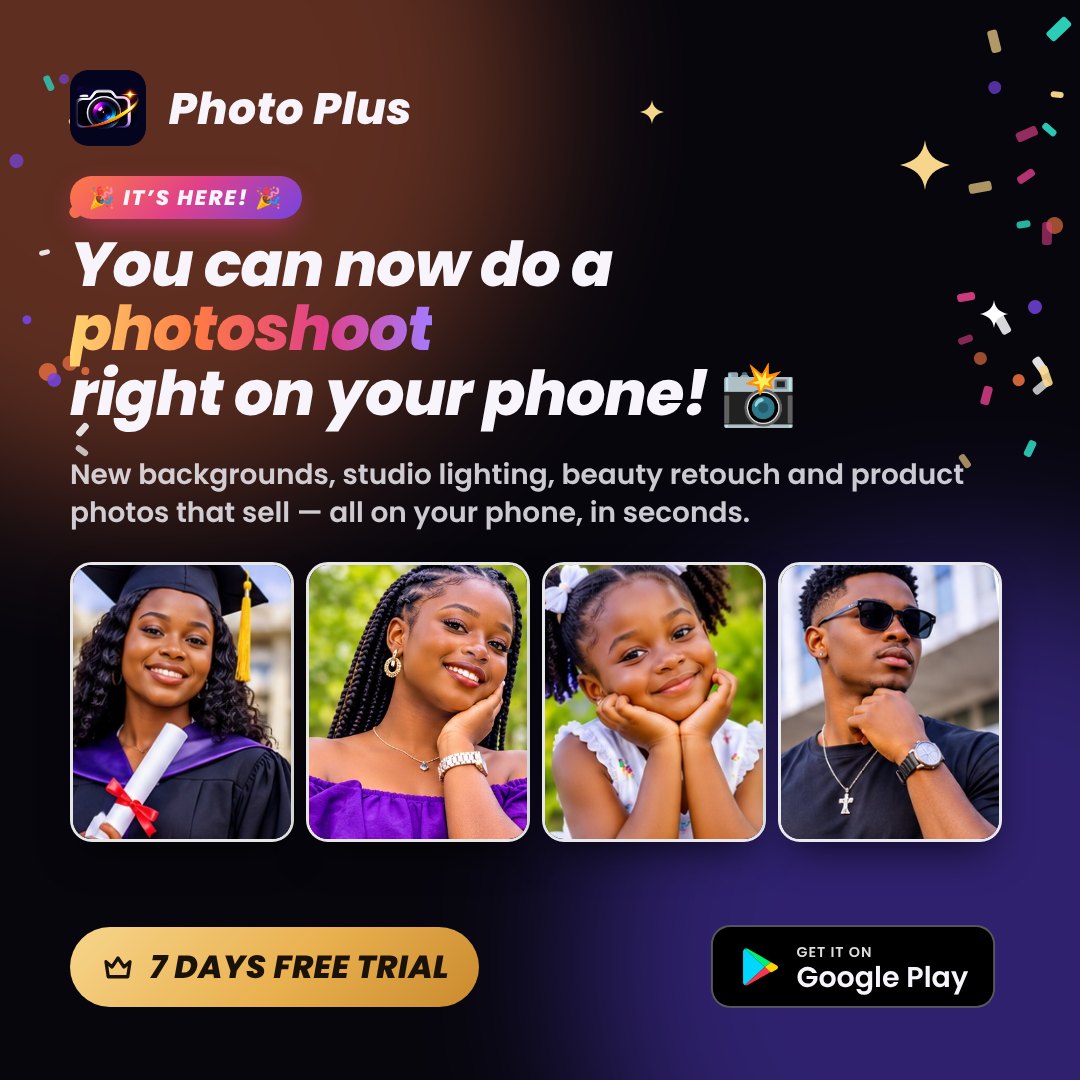 Photo Plus
🎉 IT'S HERE! 🎉
You can now do a
photoshoot
right on your phone! 📸
New backgrounds, studio lighting, beauty retouch and product
photos that sell — all on your phone, in seconds.
7 DAYS FREE TRIAL
GET IT ON
Google Play